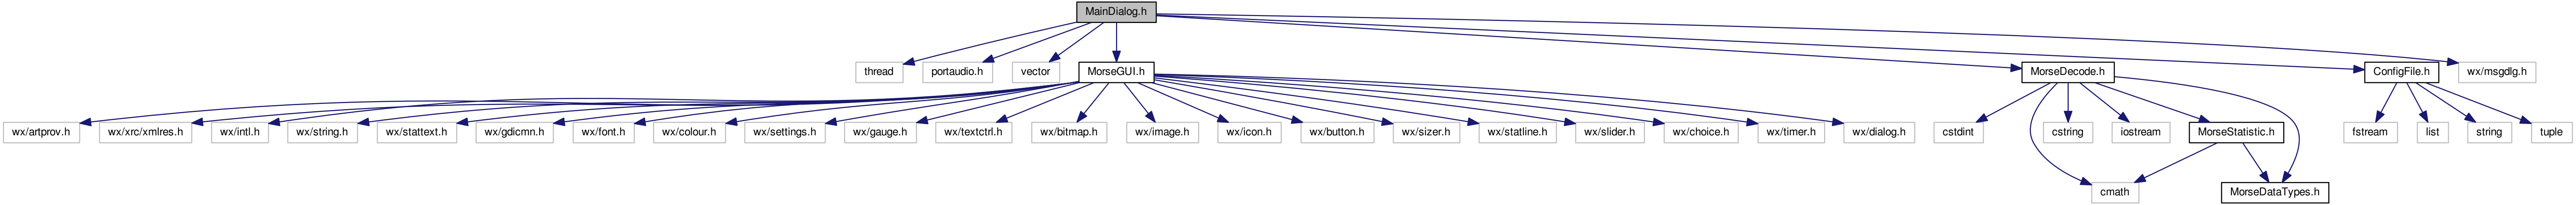 MainDialog.h
thread
portaudio.h
vector
MorseGUI.h
MorseDecode.h
ConfigFile.h
wx/msgdlg.h
wx/artprov.h
wx/xrc/xmlres.h
wx/intl.h
wx/string.h
wx/stattext.h
wx/gdicmn.h
wx/font.h
wx/colour.h
wx/settings.h
wx/gauge.h
wx/textctrl.h
wx/bitmap.h
wx/image.h
wx/icon.h
wx/button.h
wx/sizer.h
wx/statline.h
wx/slider.h
wx/choice.h
wx/timer.h
wx/dialog.h
cstdint
cstring
iostream
MorseStatistic.h
fstream
list
string
tuple
cmath
MorseDataTypes.h